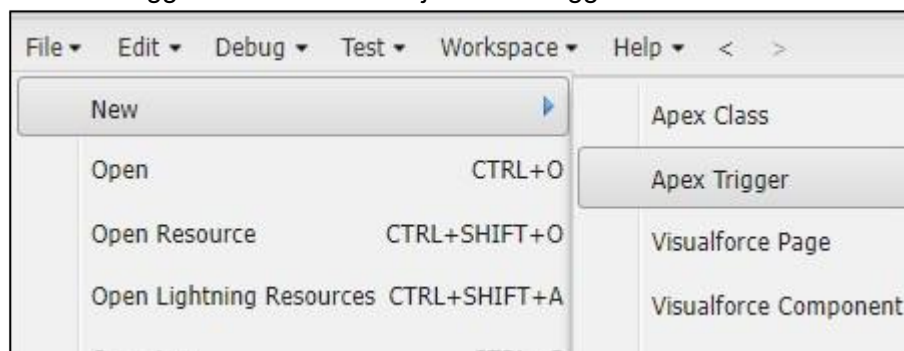 File Edit Debug Test Workspace Help < >
New
Apex Class
Open CTRL+O
Apex Trigger
Open Resource CTRL+SHIFT+O
Visualforce Page
Open Lightning Resources CTRL+SHIFT+A
Visualforce Component